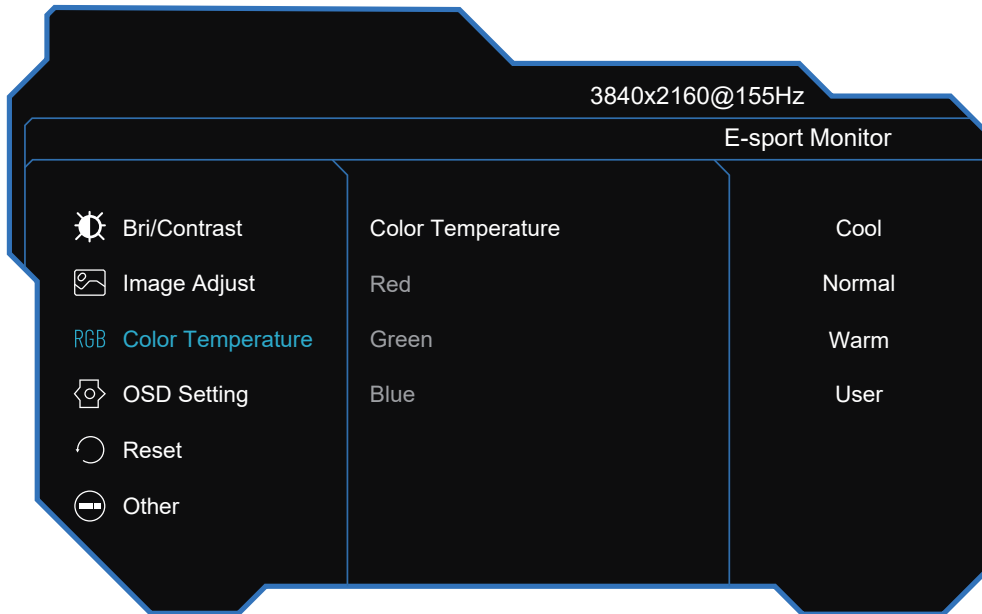 3840x2160@155Hz
E-sport Monitor
Bri/Contrast
Image Adjust
RGB Color Temperature
OSD Setting
Reset
Other
Color Temperature
Red
Green
Blue
Cool
Normal
Warm
User